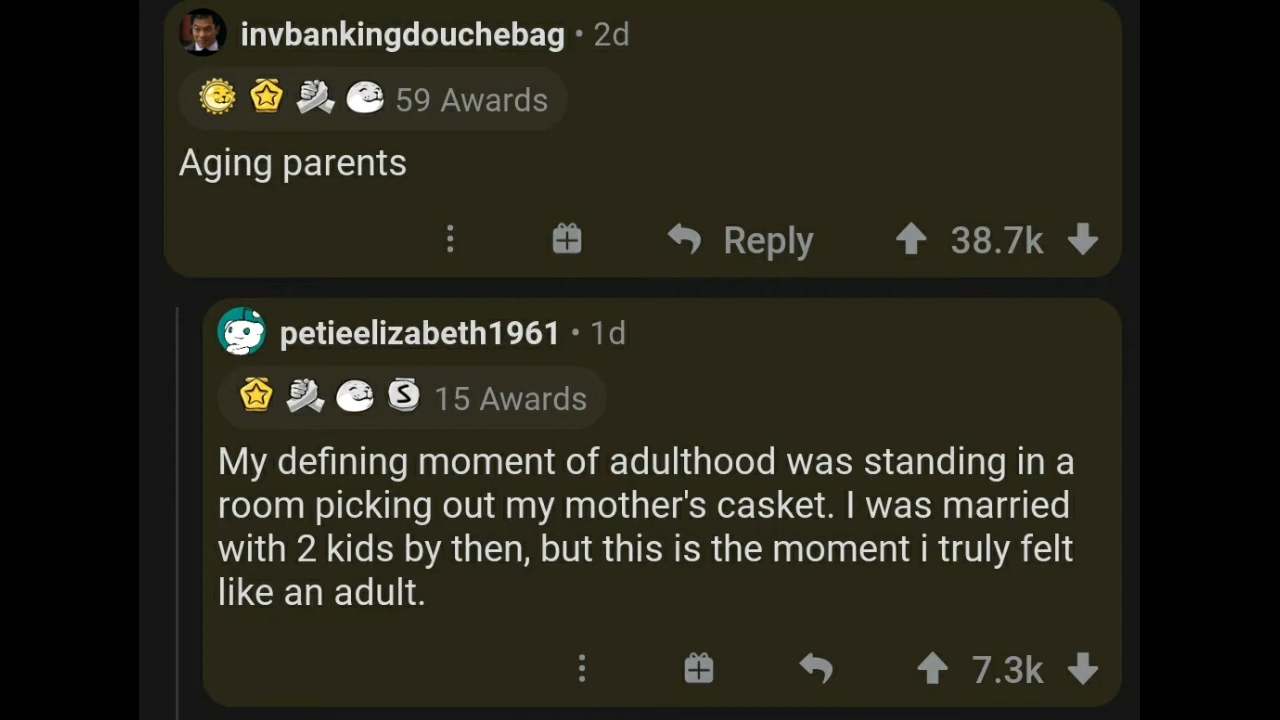 invbankingdouchebag • 2d
59 Awards
Aging parents
Reply 38.7k
petieelizabeth1961 • 1d
S 15 Awards
My defining moment of adulthood was standing in a
room picking out my mother's casket. I was married
with 2 kids by then, but this is the moment i truly felt
like an adult.
7.3k